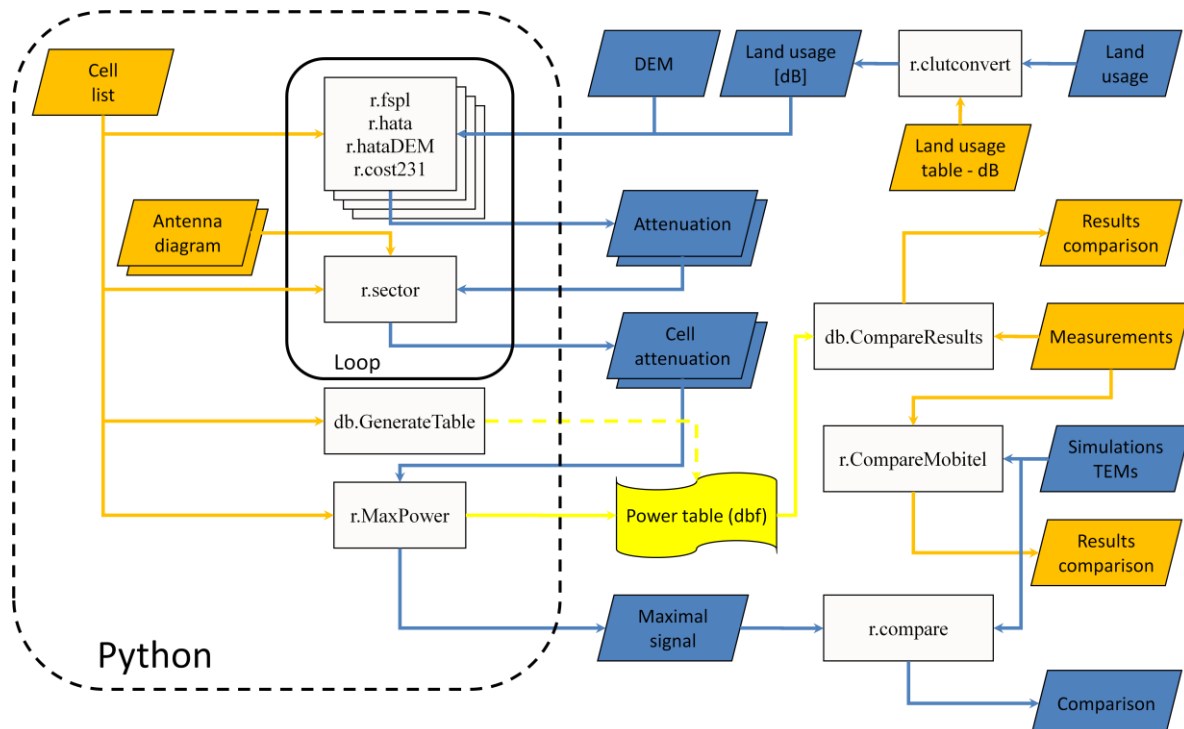 Cell
list
r.fspl
r.hata
r.hataDEM
r.cost231
DEM
Land usage
[dB]
r.clutconvert
Land
usage
Land usage
table - dB
Antenna
diagram
Attenuation
Results
comparison
r.sector
Cell
attenuation
db.CompareResults
Measurements
Loop
db.GenerateTable
r.CompareMobitel
Simulations
TEMs
r.MaxPower
Power table (dbf)
Results
comparison
Maximal
signal
r.compare
Python
Comparison